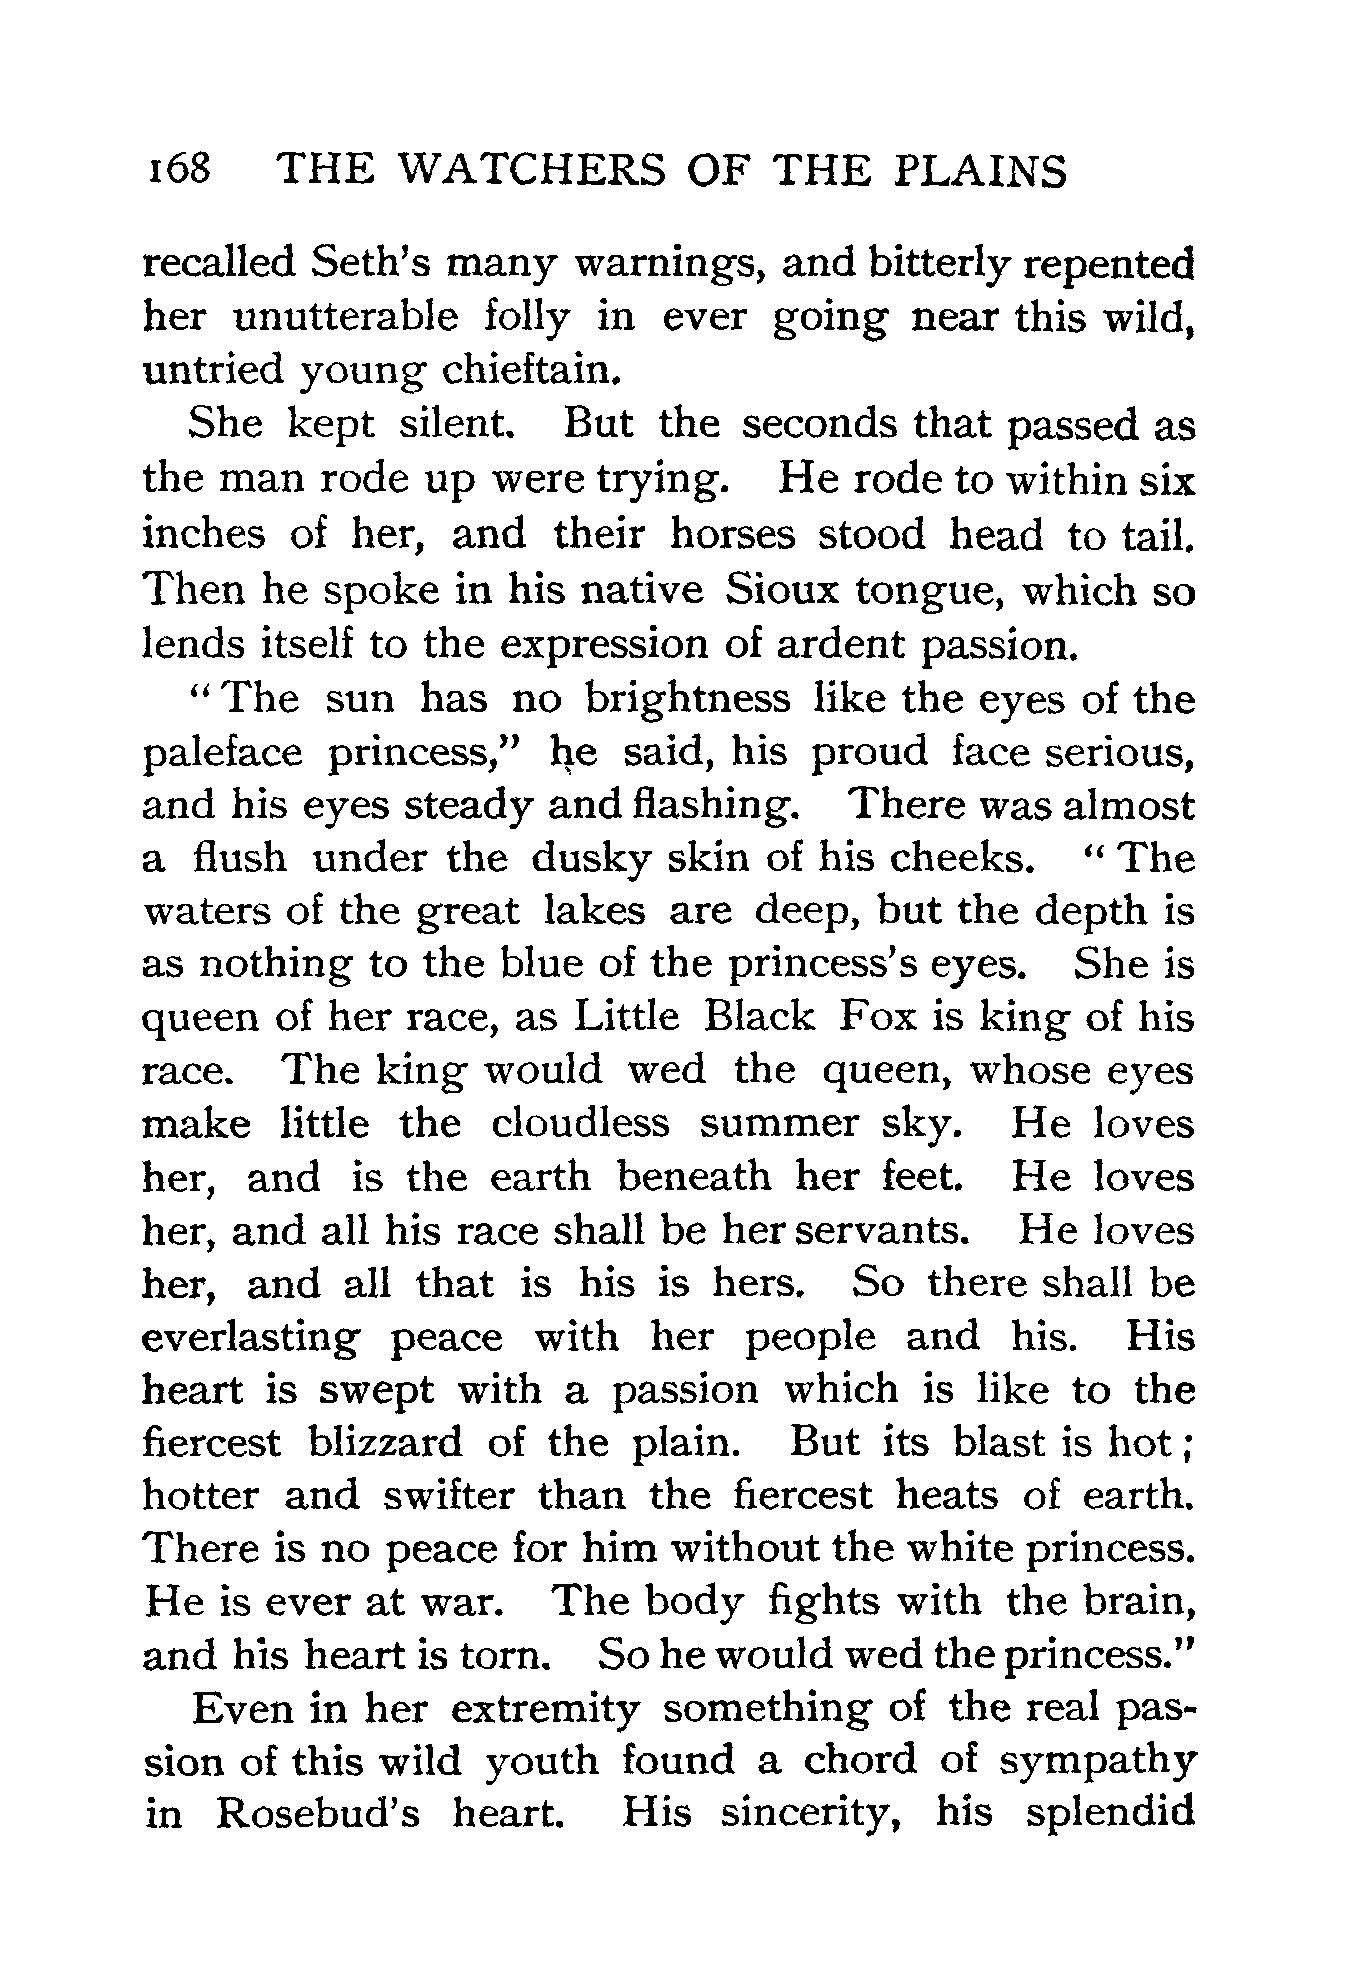 168 THE WATCHERS OF THE PLAINS
recalled Seth's many warnings, and bitterly repented
her unutterable folly in ever going near this wild,
untried young chieftain.
She kept silent. But the seconds that passed as
the man rode up were trying. He rode to within six
inches of her, and their horses stood head to tail.
Then he spoke in his native Sioux tongue, which so
lends itself to the expression of ardent passion.
"The sun has no brightness like the eyes of the
paleface princess," he said, his proud face serious,
and his eyes steady and flashing. There was almost
a flush under the dusky skin of his cheeks. "The
waters of the great lakes are deep, but the depth is
as nothing to the blue of the princess's eyes. She is
queen of her race, as Little Black Fox is king of his
race. The king would wed the queen, whose eyes
make little the cloudless summer sky. He loves
her, and is the earth beneath her feet. He loves
her, and all his race shall be her servants. He loves
her, and all that is his is hers. So there shall be
everlasting peace with her people and his. His
heart is swept with a passion which is like to the
fiercest blizzard of the plain. But its blast is hot;
hotter and swifter than the fiercest heats of earth.
There is no peace for him without the white princess.
He is ever at war. The body fights with the brain,
and his heart is torn. So he would wed the princess."
Even in her extremity something of the real pas-
sion of this wild youth found a chord of sympathy
in Rosebud's heart. His sincerity, his splendid